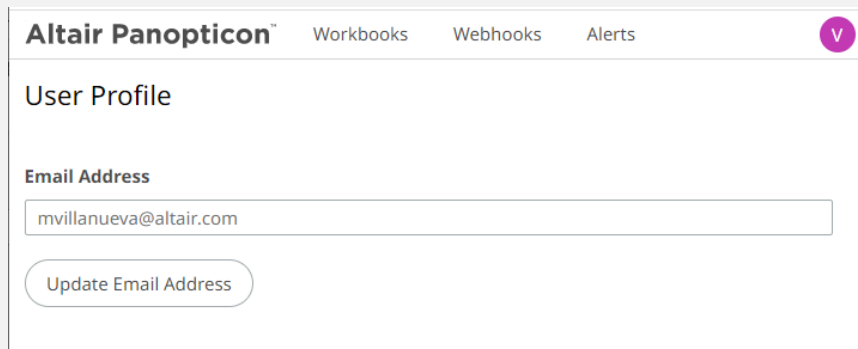 Altair Panopticon™ Workbooks Webhooks Alerts V
User Profile
Email Address
mvillanueva@altair.com
Update Email Address